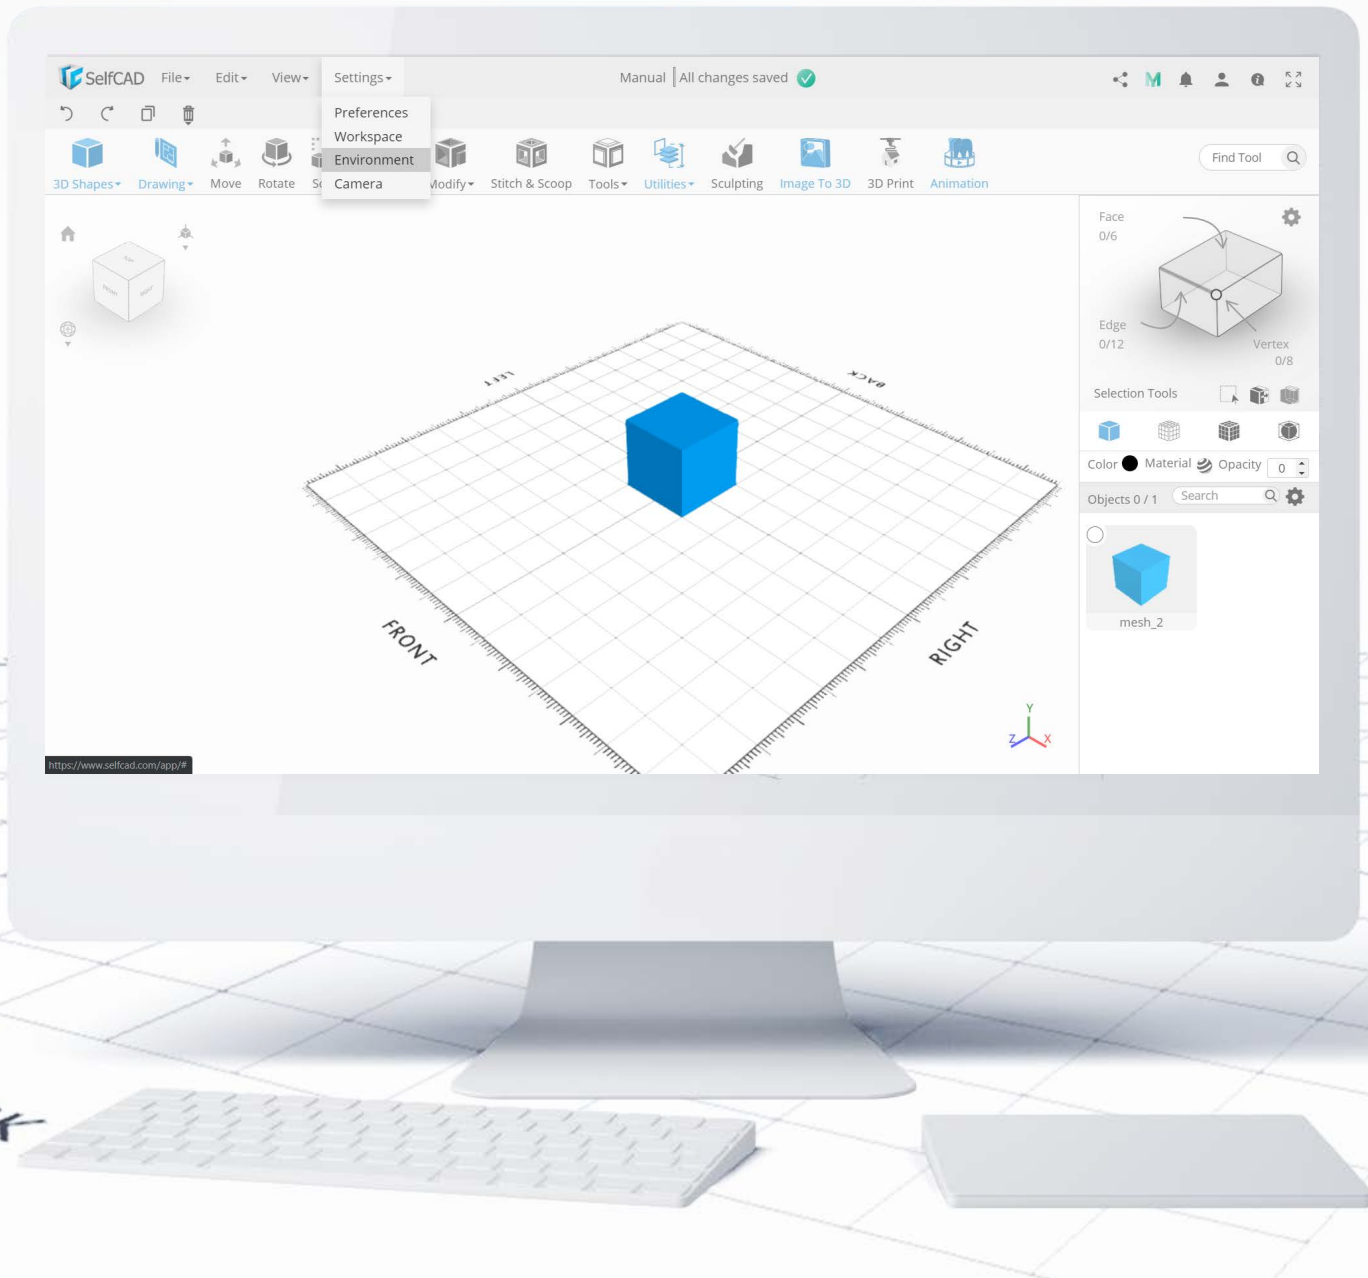 SelfCAD File Edit View Settings Manual All changes saved
Preferences
Workspace
Environment
Camera
3D Shapes Drawing Move Rotate Modify Stitch & Scoop Tools Utilities Sculpting Image To 3D 3D Print Animation
Find Tool
TOP
FRONT RIGHT
LEFT BACK
FRONT RIGHT
Y
Z X
https://www.selfcad.com/app/#
Face
0/6
Edge
0/12
Vertex
0/8
Selection Tools
Color Material Opacity 0
Objects 0 / 1 Search
mesh_2